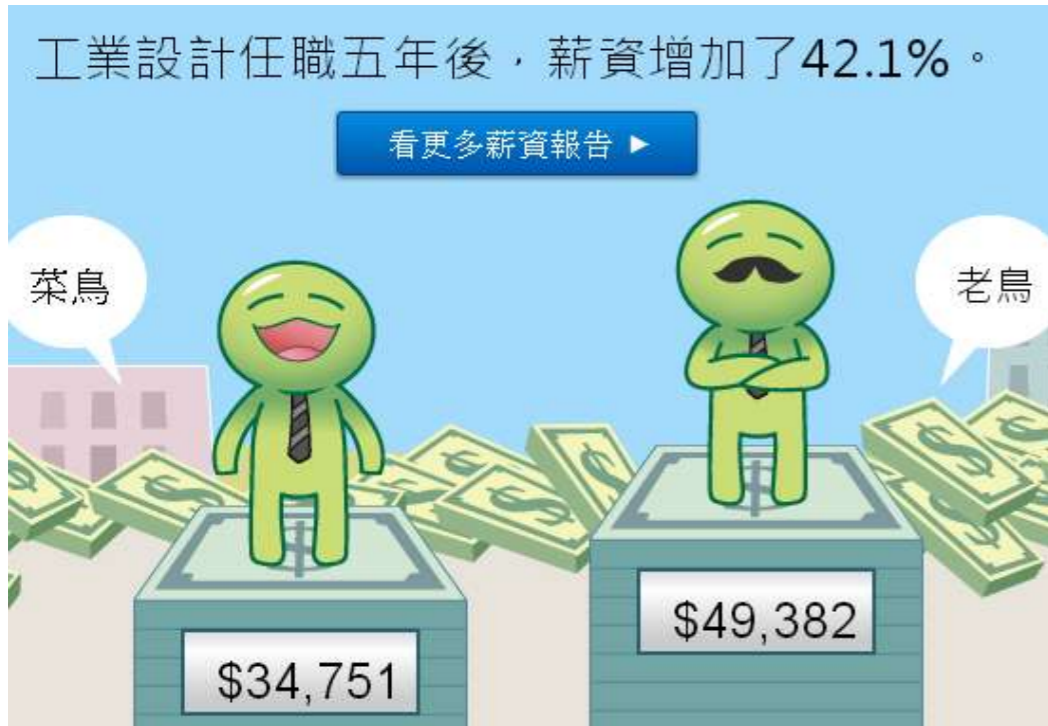 工業設計任職五年後，薪資增加了42.1%。
看更多薪資報告 ►
菜鳥
老鳥
$49,382
$34,751